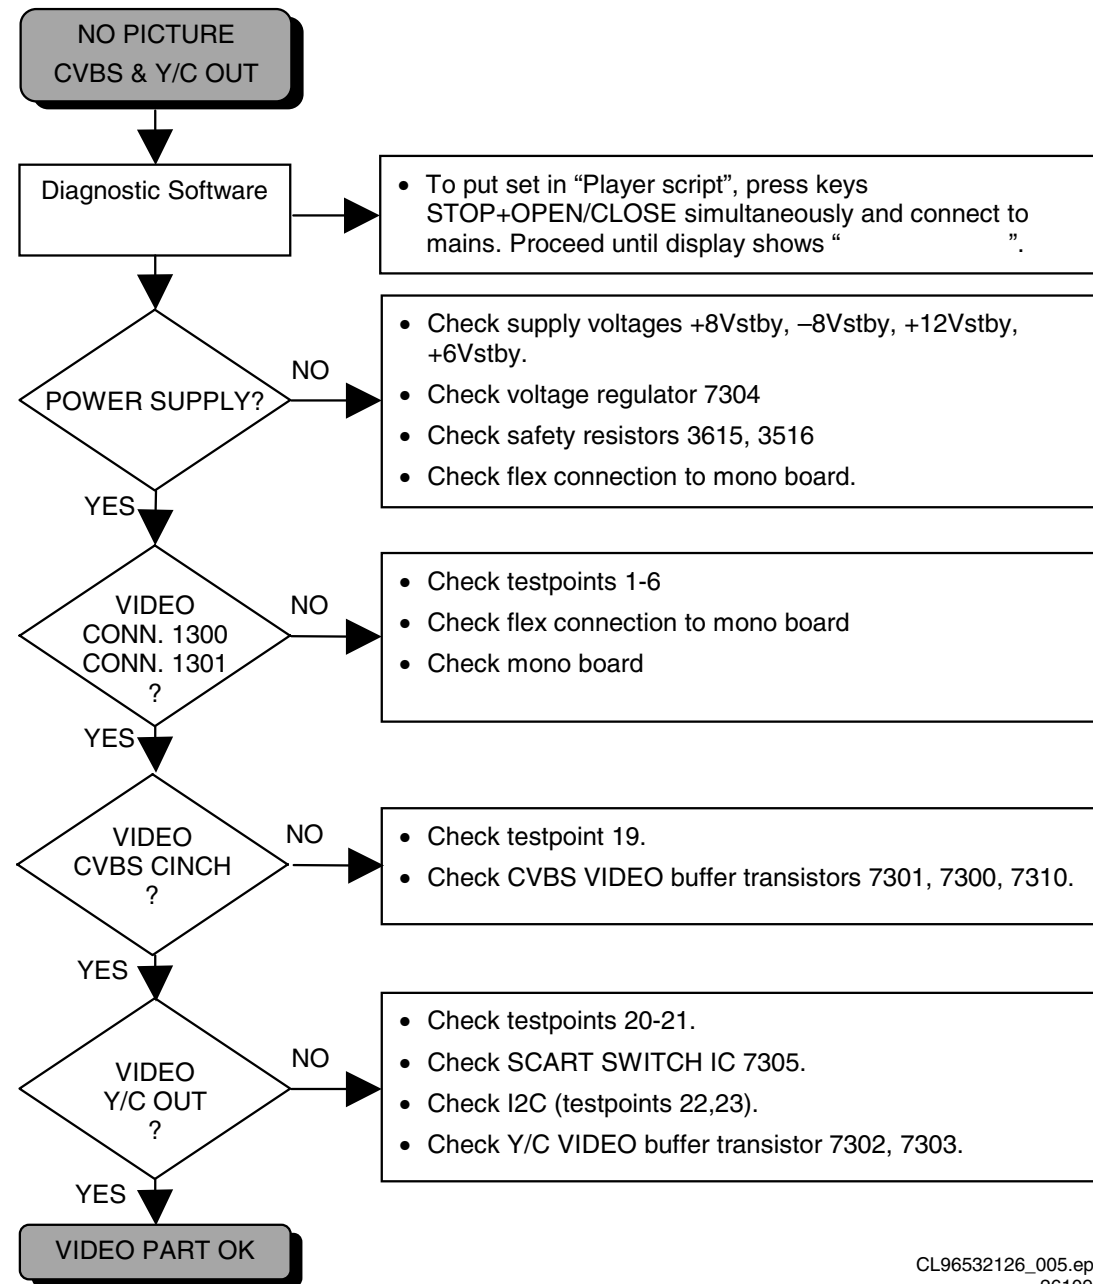 NO PICTURE
CVBS & Y/C OUT
Diagnostic Software
• To put set in “Player script”, press keys
STOP+OPEN/CLOSE simultaneously and connect to
mains. Proceed until display shows “ ”.
POWER SUPPLY?
NO
• Check supply voltages +8Vstby, –8Vstby, +12Vstby,
+6Vstby.
• Check voltage regulator 7304
• Check safety resistors 3615, 3516
• Check flex connection to mono board.
YES
VIDEO
CONN. 1300
CONN. 1301
?
NO
• Check testpoints 1-6
• Check flex connection to mono board
• Check mono board
YES
VIDEO
CVBS CINCH
?
NO
• Check testpoint 19.
• Check CVBS VIDEO buffer transistors 7301, 7300, 7310.
YES
VIDEO
Y/C OUT
?
NO
• Check testpoints 20-21.
• Check SCART SWITCH IC 7305.
• Check I2C (testpoints 22,23).
• Check Y/C VIDEO buffer transistor 7302, 7303.
YES
VIDEO PART OK
CL96532126_005.ep